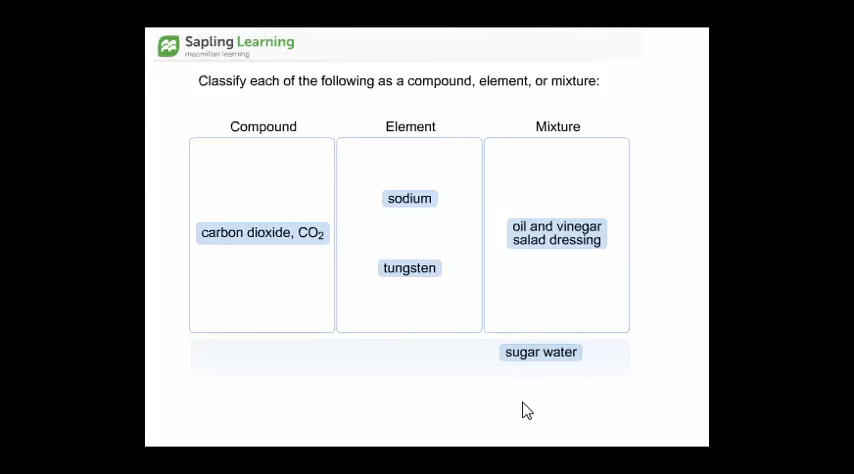 Sapling Learning
macmillan learning
Classify each of the following as a compound, element, or mixture:
Compound
Element
Mixture
carbon dioxide, CO₂
sodium
tungsten
oil and vinegar
salad dressing
sugar water